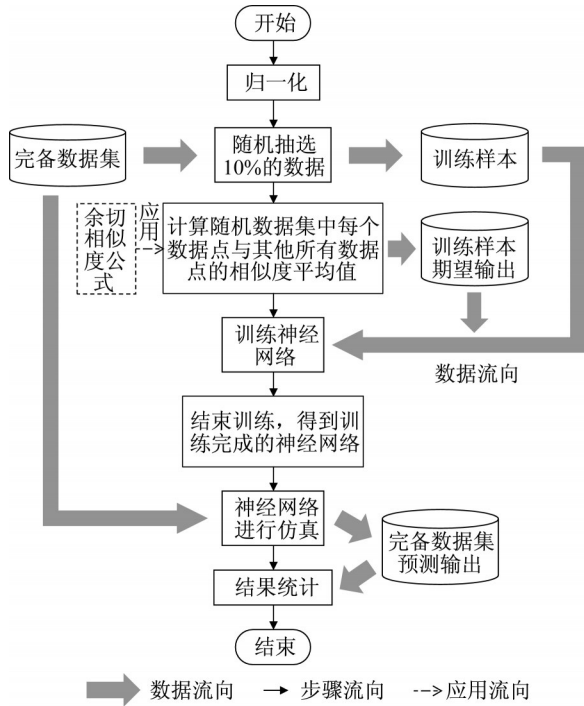 开始
归一化
完备数据集
随机抽选
10%的数据
训练样本
余切
相似
度公
式
应用
计算随机数据集中每个
数据点与其他所有数据
点的相似度平均值
训练样本
期望输出
训练神经
网络
数据流向
结束训练，得到训
练完成的神经网络
神经网络
进行仿真
完备数据集
预测输出
结果统计
结束
数据流向
步骤流向
应用流向